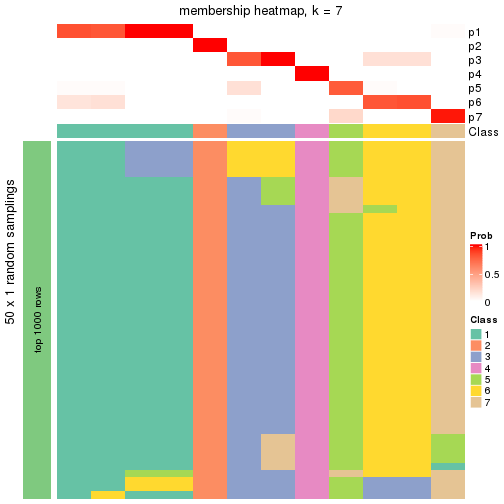 membership heatmap, k = 7
p1
p2
p3
p4
p5
p6
p7
Class
50 x 1 random samplings
top 1000 rows
Prob
1
0.5
0
Class
1
2
3
4
5
6
7